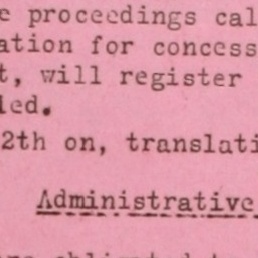 e proceedings cal
ation for concess
t, will register
led.
2th on, translati
Administrative